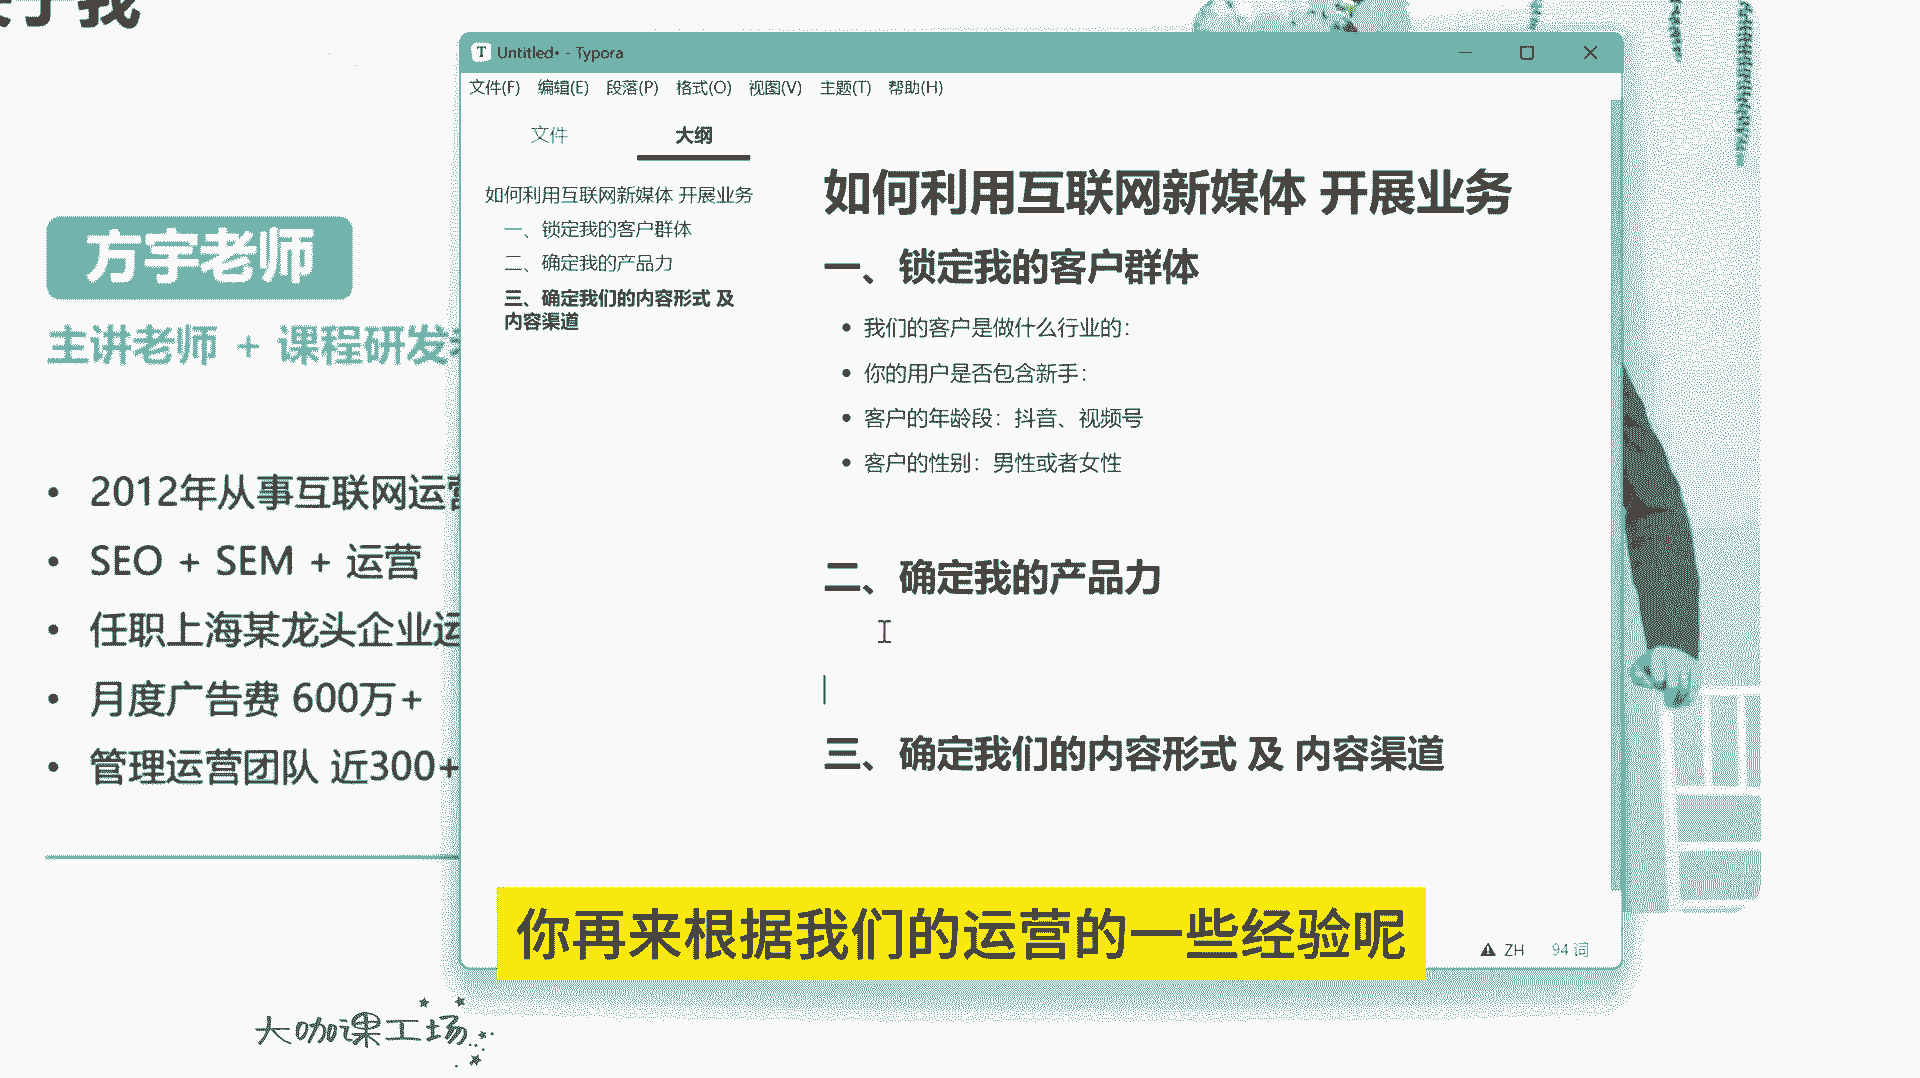 方宇老师
主讲老师 + 课程研发
2012年从事互联网运营
SEO + SEM + 运营
任职上海某龙头企业运
月度广告费 600万+
管理运营团队 近300+
大咖课工场
Untitled• - Typora
文件(F) 编辑(E) 段落(P) 格式(O) 视图(V) 主题(T) 帮助(H)
文件 大纲
如何利用互联网新媒体 开展业务
一、锁定我的客户群体
二、确定我的产品力
三、确定我们的内容形式 及
内容渠道
如何利用互联网新媒体 开展业务
一、锁定我的客户群体
我们的客户是做什么行业的：
你的用户是否包含新手：
客户的年龄段：抖音、视频号
客户的性别：男性或者女性
二、确定我的产品力
三、确定我们的内容形式 及 内容渠道
ZH 94 词
你再来根据我们的运营的一些经验呢